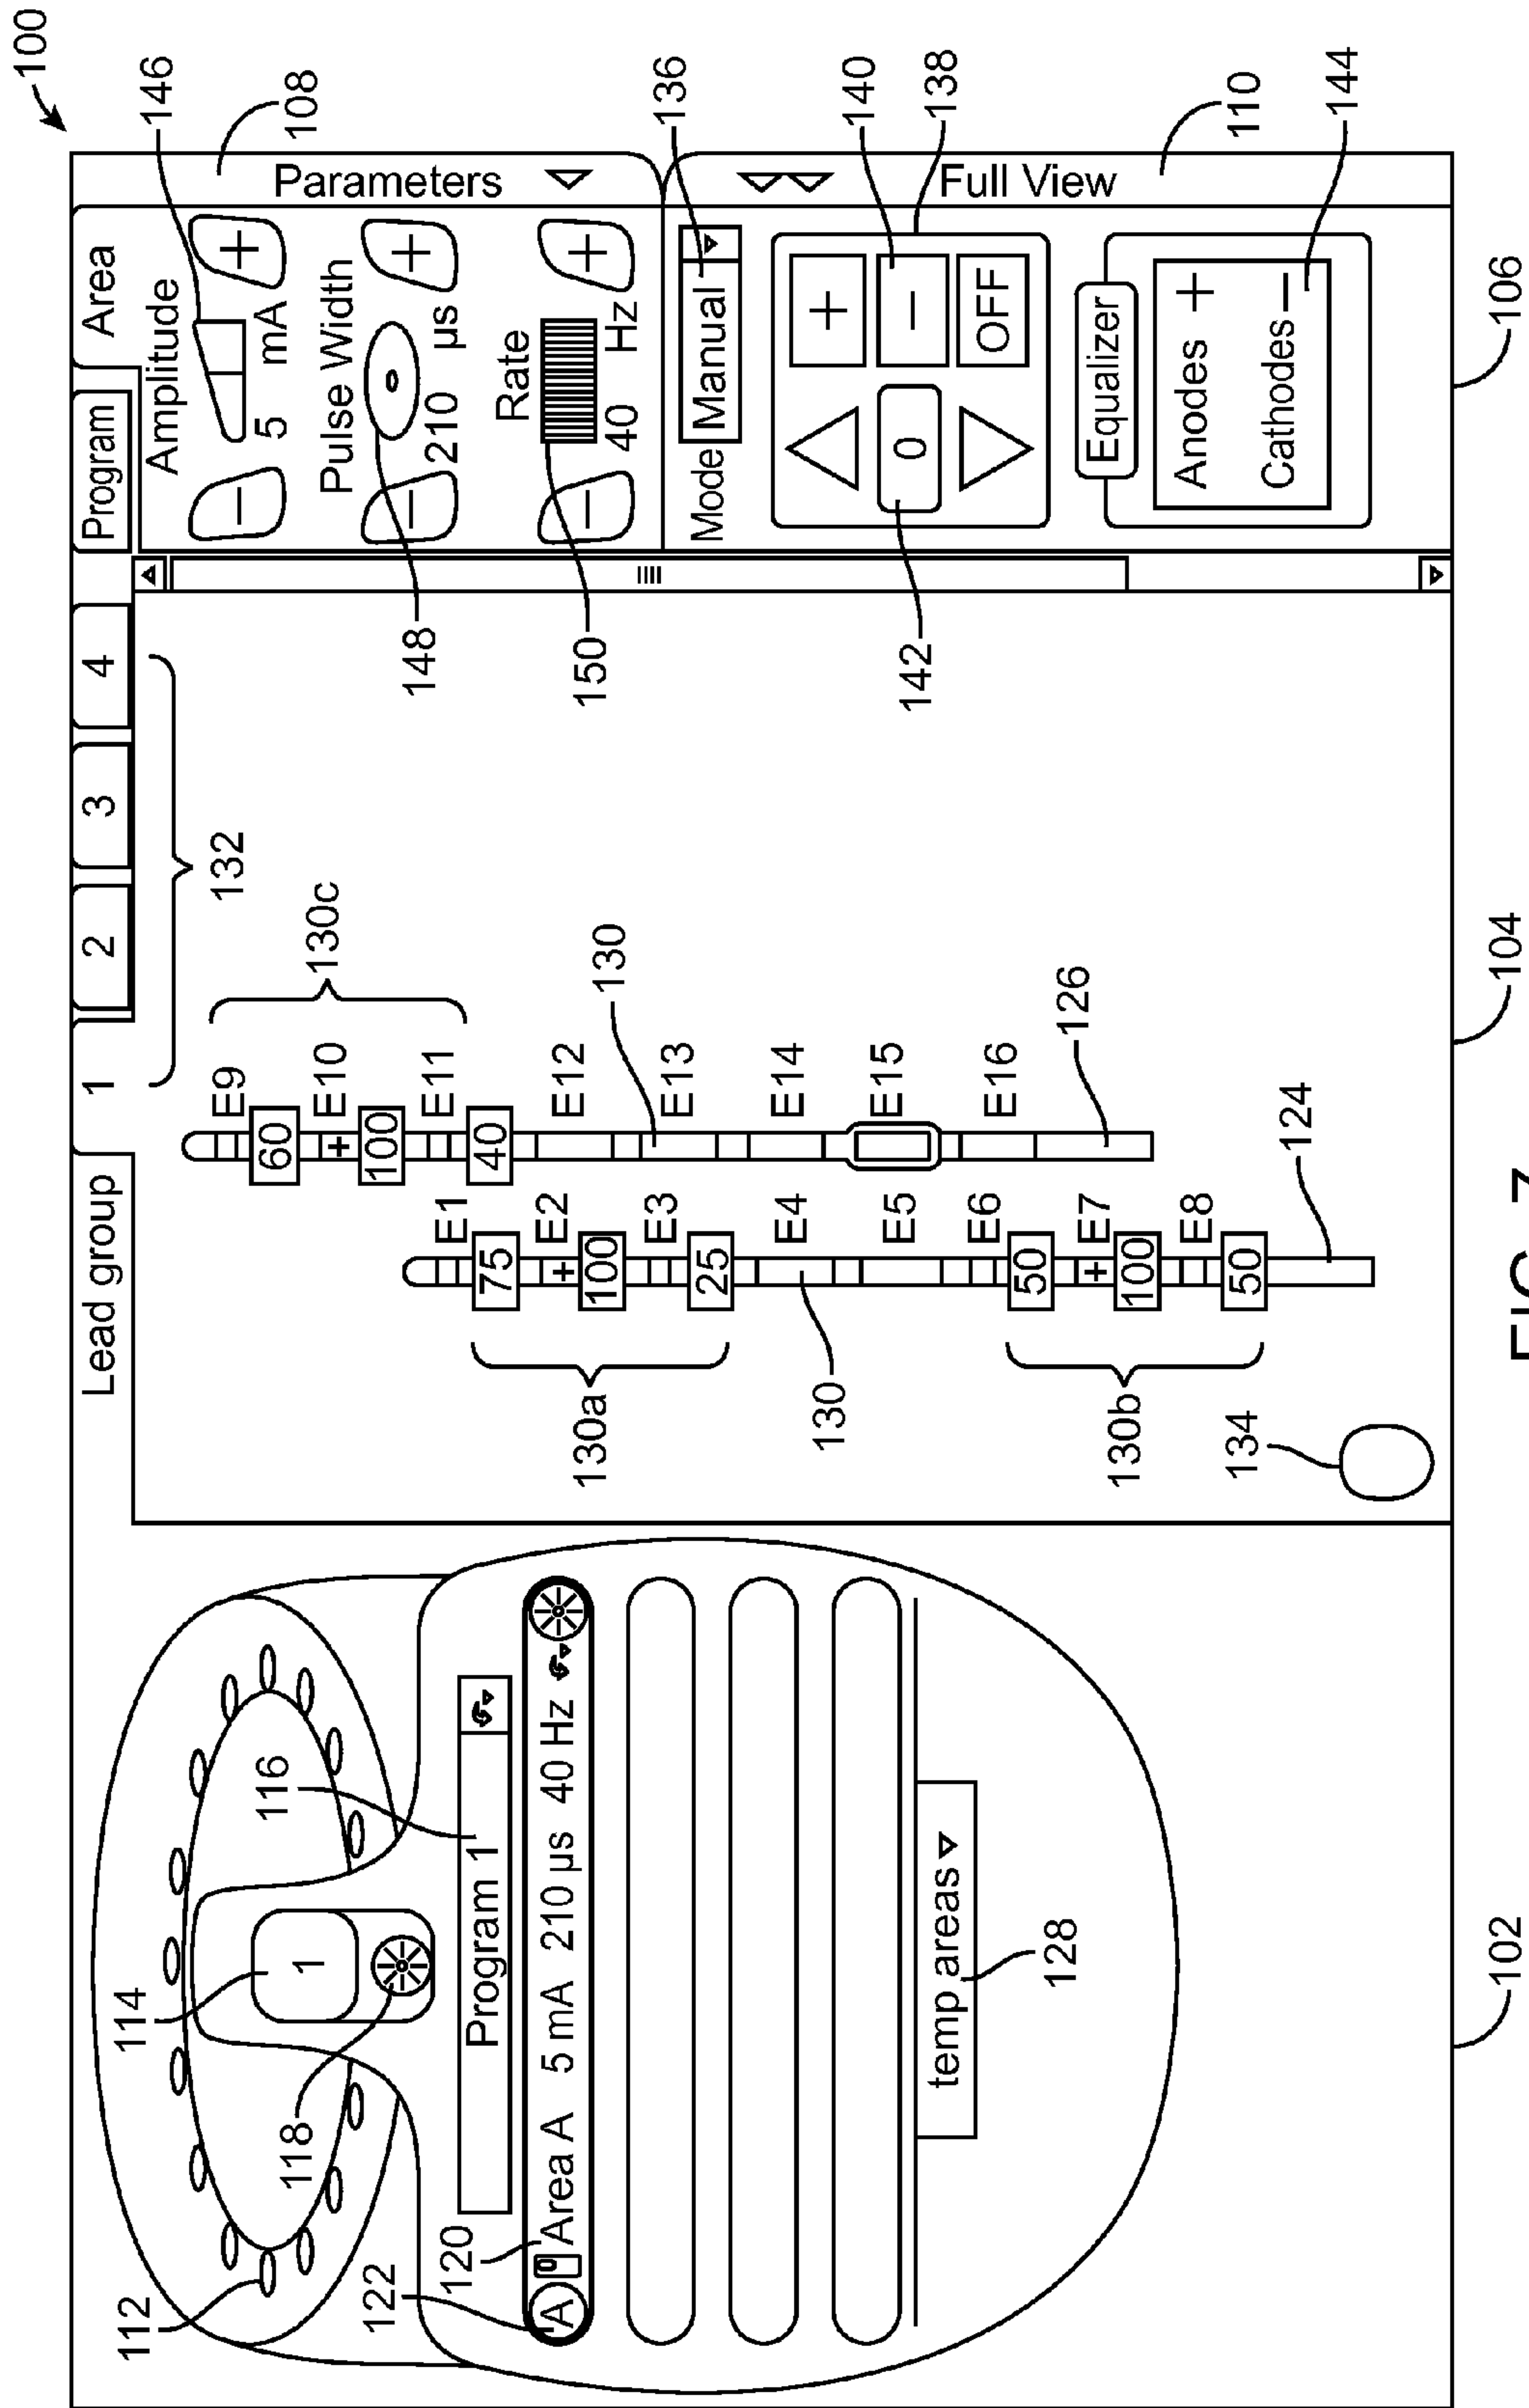 100
Lead group
1
2
3
4
Program
Area
112
114
1
116
118
120
122
Program 1
A
Area A 5 mA 210 µs 40 Hz
temp areas
128
102
132
E9
60
E10
+
100
E11
40
E12
E13
E14
E15
E16
130c
130
126
E1
75
E2
+
100
E3
25
E4
E5
E6
50
E7
+
100
E8
50
124
130a
130
130b
134
104
Amplitude
−
+
5 mA
146
Pulse Width
−
+
210 µs
148
Rate
−
+
40 Hz
150
Parameters
108
Mode Manual
136
+
−
OFF
0
140
138
142
Full View
110
Equalizer
Anodes +
Cathodes −
144
106